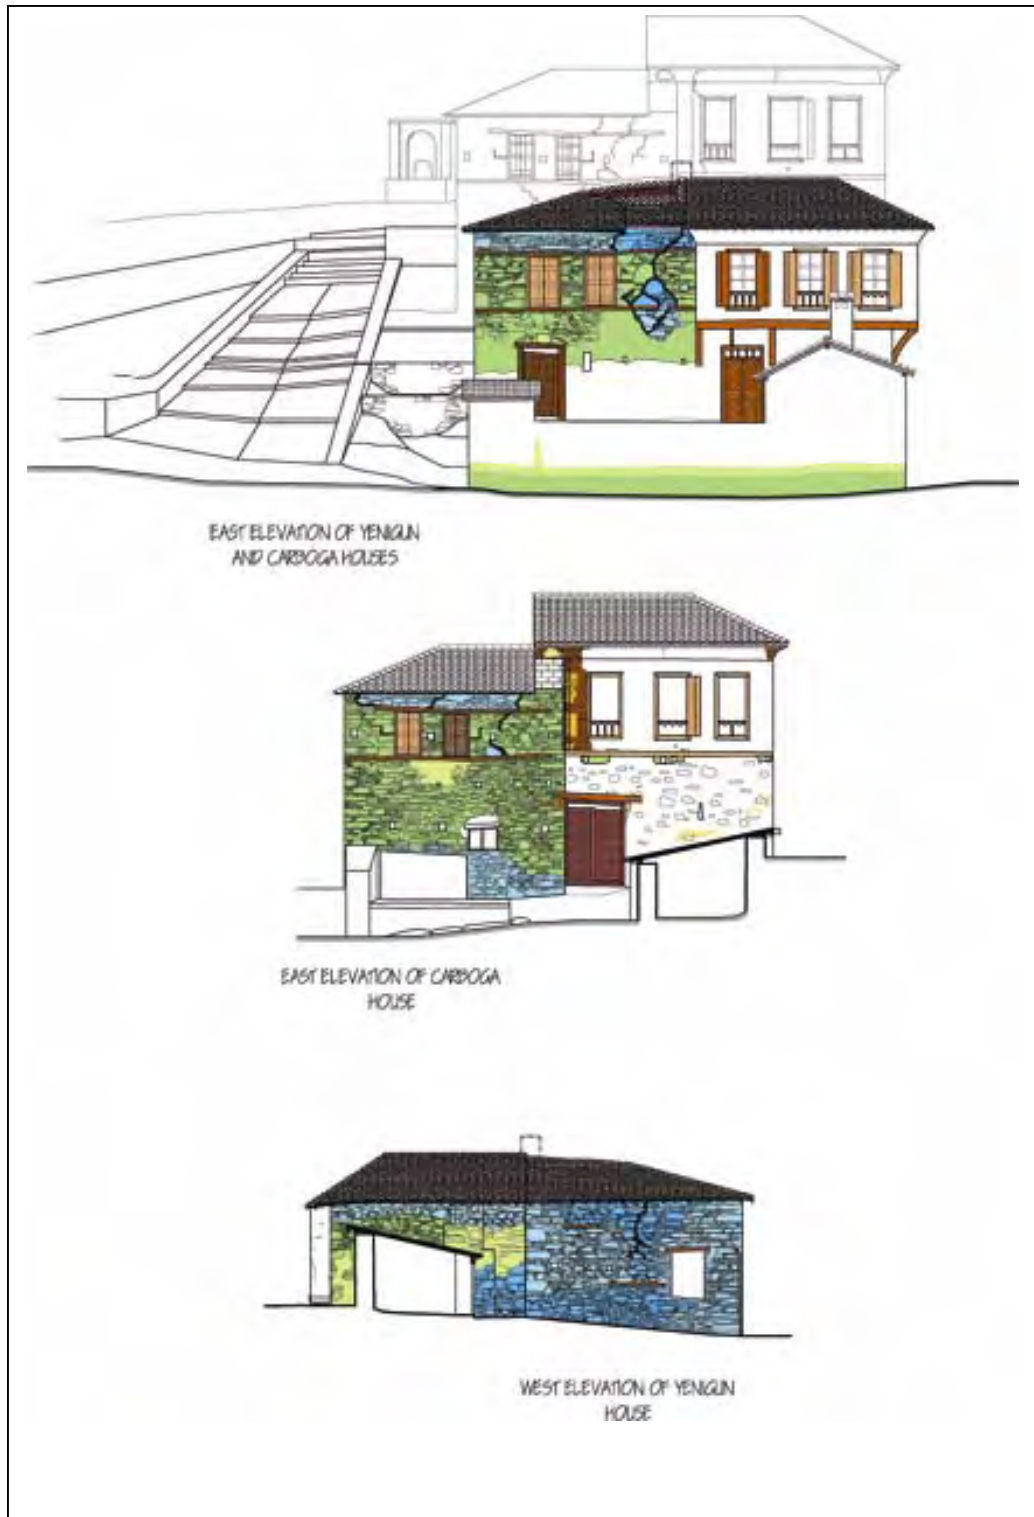 EAST ELEVATION OF YENIGUN
AND CARBOGA HOUSES
EAST ELEVATION OF CARBOGA
HOUSE
WEST ELEVATION OF YENIGUN
HOUSE